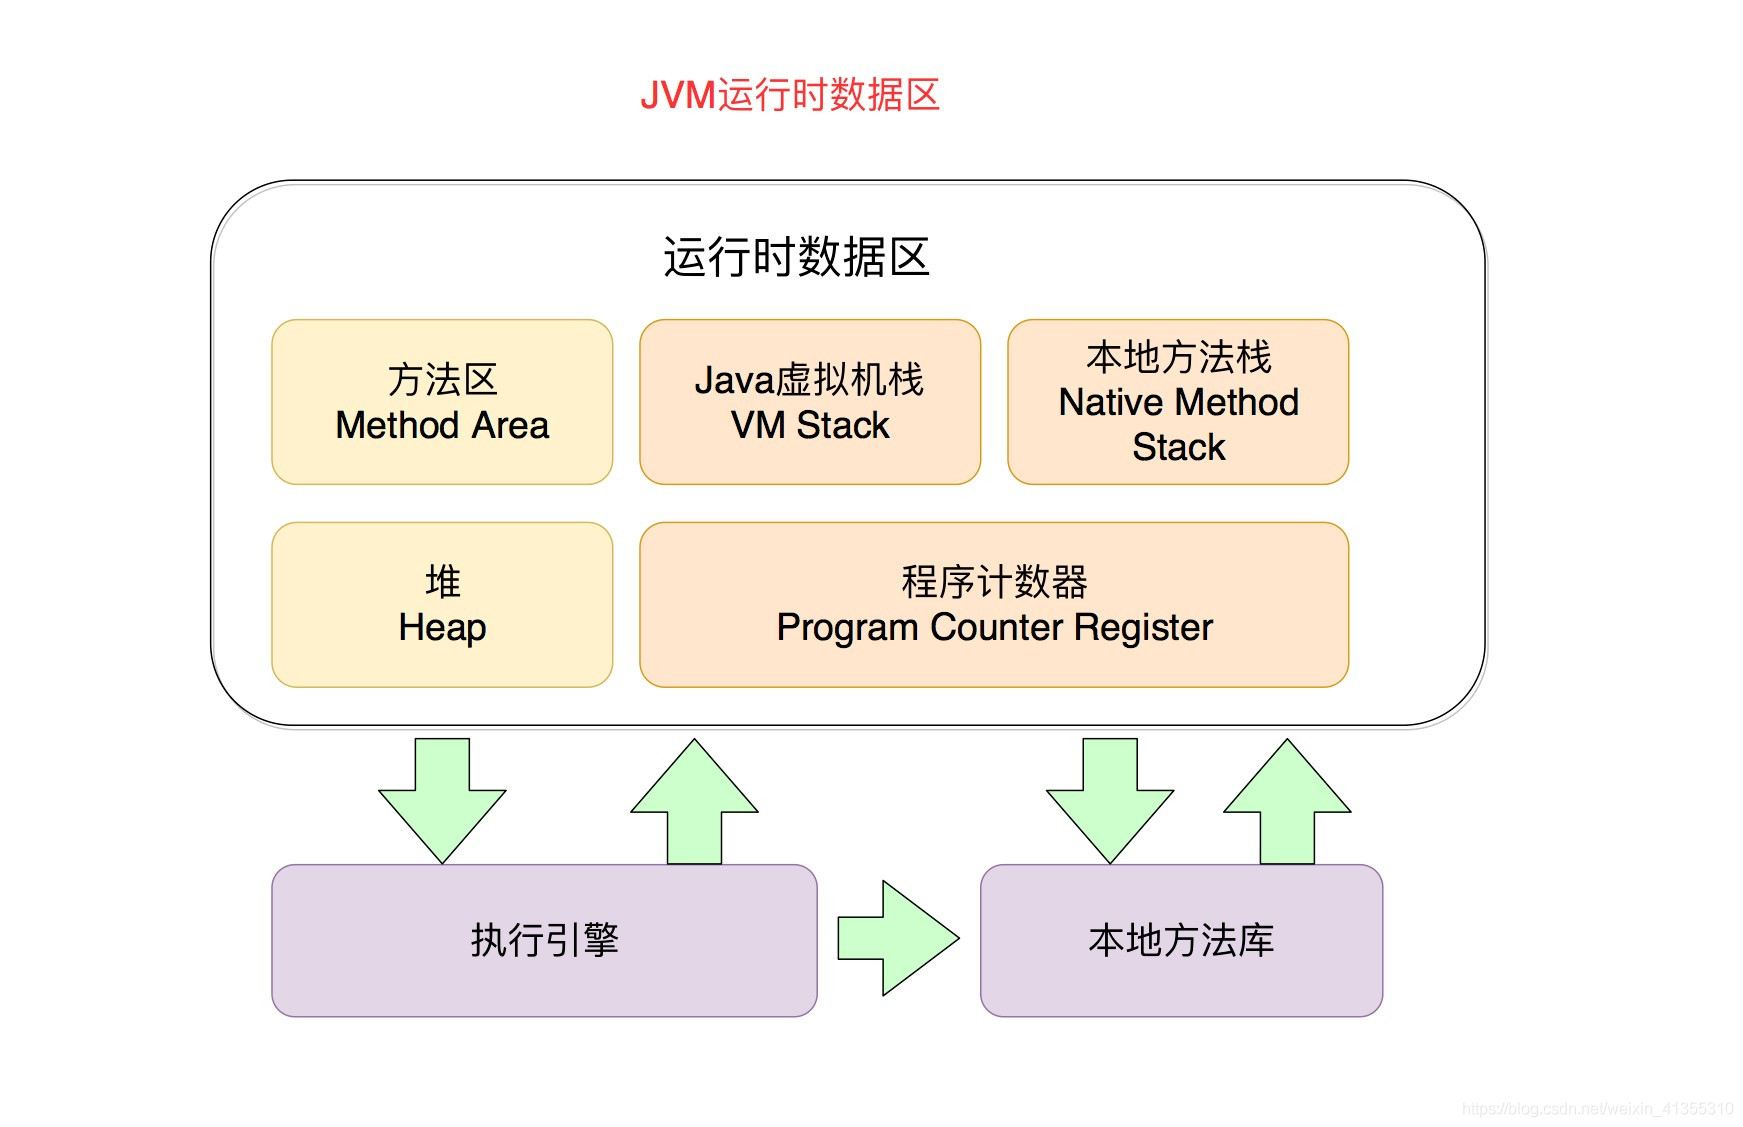 JVM运行时数据区
运行时数据区
方法区
Method Area
Java虚拟机栈
VM Stack
本地方法栈
Native Method
Stack
堆
Heap
程序计数器
Program Counter Register
执行引擎
本地方法库
https://blog.csdn.net/weixin_41355310